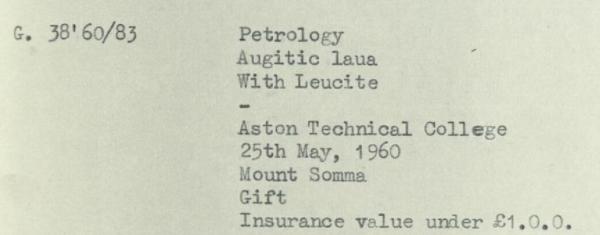 G. 38'60/83 Petrology
Augitic laua
With Leucite
-
Aston Technical College
25th May, 1960
Mount Somma
Gift
Insurance value under £1.0.0.